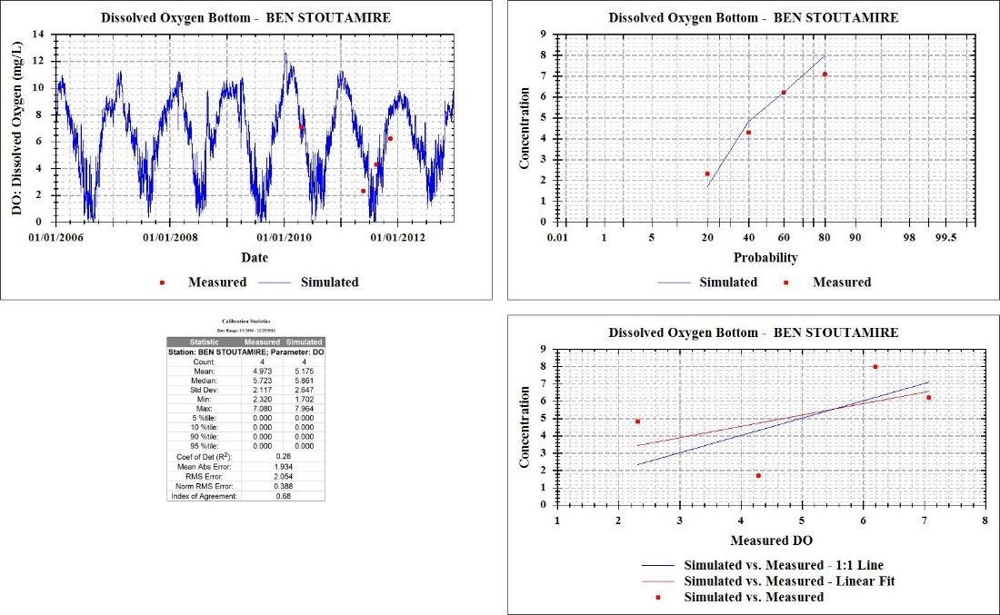 Dissolved Oxygen Bottom - BEN STOUTAMIRE
DO: Dissolved Oxygen (mg/L)
14
12
10
8
6
4
2
0
01/01/2006 01/01/2008 01/01/2010 01/01/2012
Date
Measured Simulated
Dissolved Oxygen Bottom - BEN STOUTAMIRE
Concentration
9
8
7
6
5
4
3
2
1
0
0.01 1 5 20 40 60 80 90 98 99.5
Probability
Simulated Measured
Calibration Statistics
Statistic Measured Simulated
Station: BEN STOUTAMIRE; Parameter: DO
Count: 4 4
Mean: 4.973 5.175
Median: 5.723 5.861
Std Dev: 2.117 2.647
Min: 2.320 1.702
Max: 7.080 7.964
5 %tile: 0.000 0.000
10 %tile: 0.000 0.000
90 %tile: 0.000 0.000
95 %tile: 0.000 0.000
Coef of Det (R²): 0.28
Mean Abs Error: 1.934
RMS Error: 2.054
Norm RMS Error: 0.388
Index of Agreement: 0.68
Dissolved Oxygen Bottom - BEN STOUTAMIRE
Concentration
9
8
7
6
5
4
3
2
1
0
1 2 3 4 5 6 7 8
Measured DO
Simulated vs. Measured - 1:1 Line
Simulated vs. Measured - Linear Fit
Simulated vs. Measured